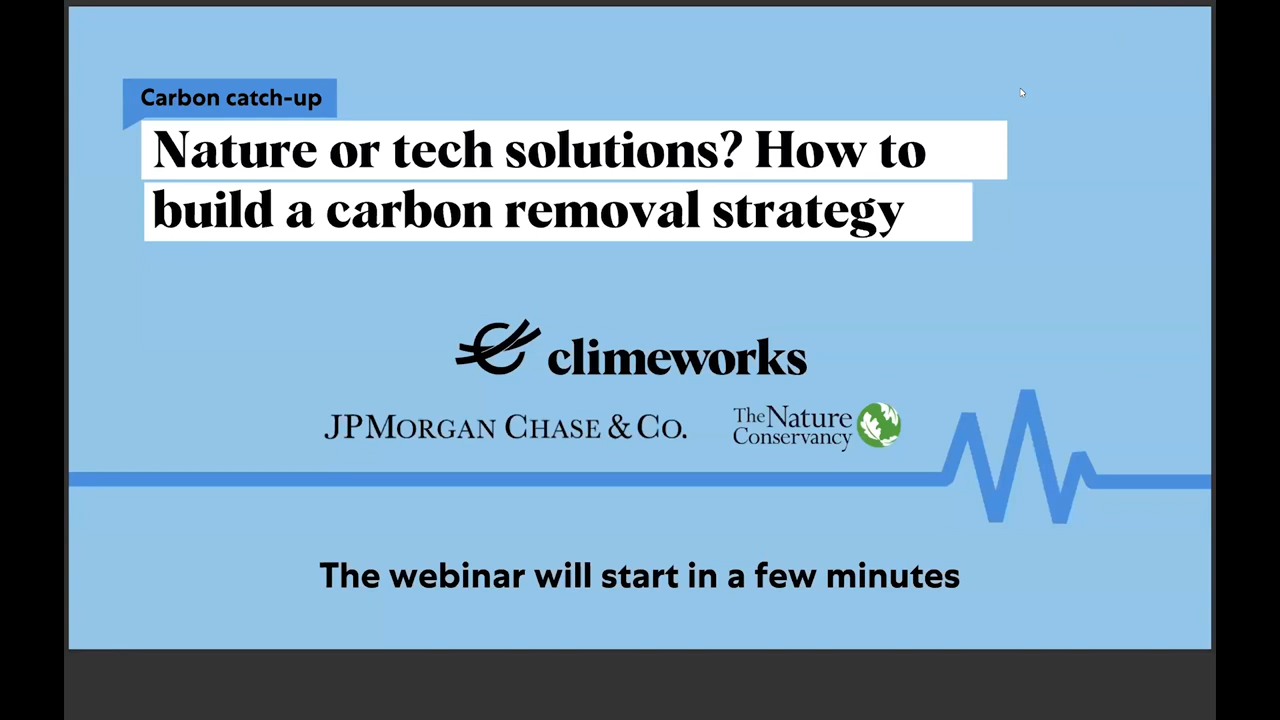 Carbon catch-up
Nature or tech solutions? How to
build a carbon removal strategy
climeworks
JPMORGAN CHASE & CO.
The Nature
Conservancy
The webinar will start in a few minutes